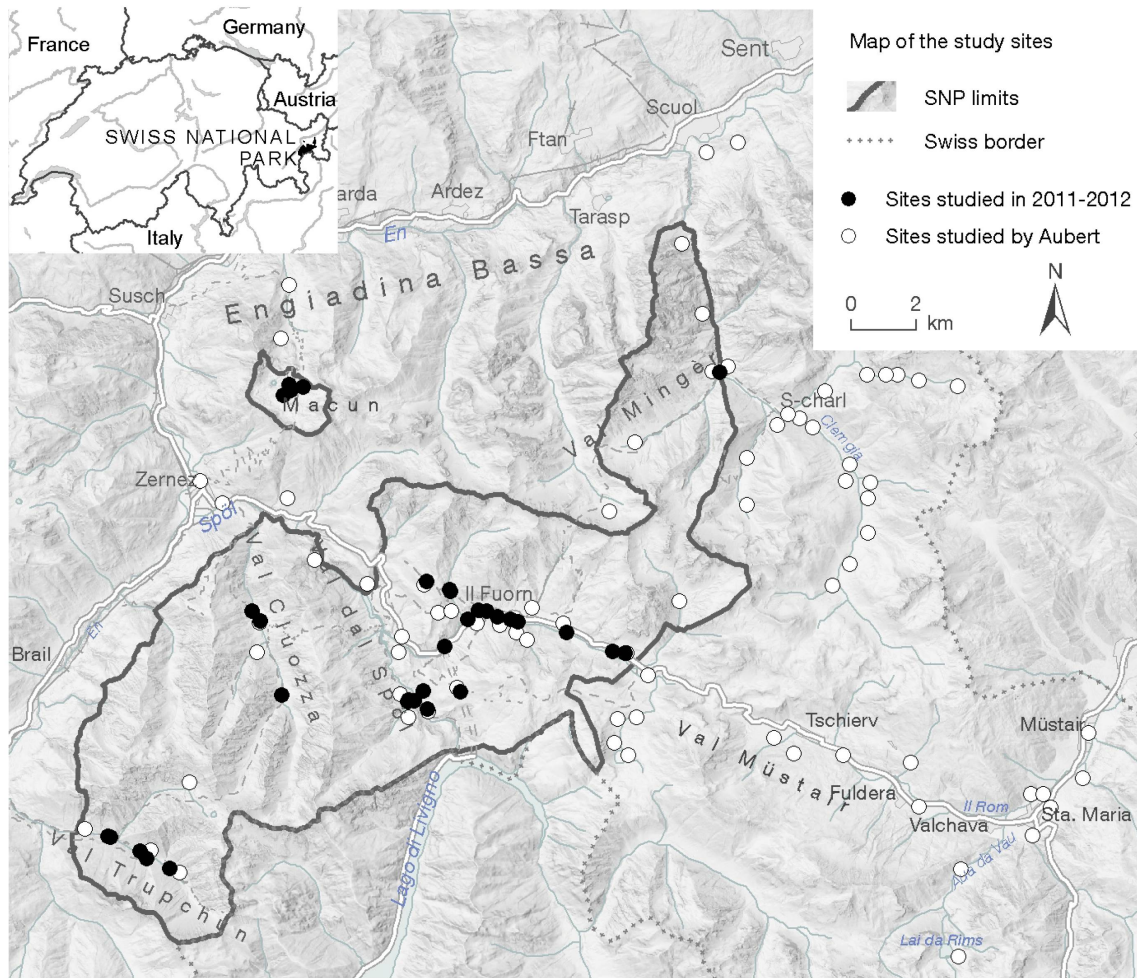 Germany
France
Austria
SWISS NATIONAL
PARK
Italy
Map of the study sites
SNP limits
Swiss border
Sites studied in 2011-2012
Sites studied by Aubert
N
0 2
km
Sent
Scuol
Ftan
Ardez
arda
Tarasp
En
Engiadina Bassa
Susch
Macun
Val Mingèr
S-charl
Clemgia
Zernez
Spöl
Il Fuorn
Val Cluozza
Val dal Spöl
En
Brail
Tschierv
Müstair
Val Müstair
Fuldera
Il Rom
Valchava
Sta. Maria
Aua da Vau
Lago di Livigno
Val Trupchun
Lai da Rims